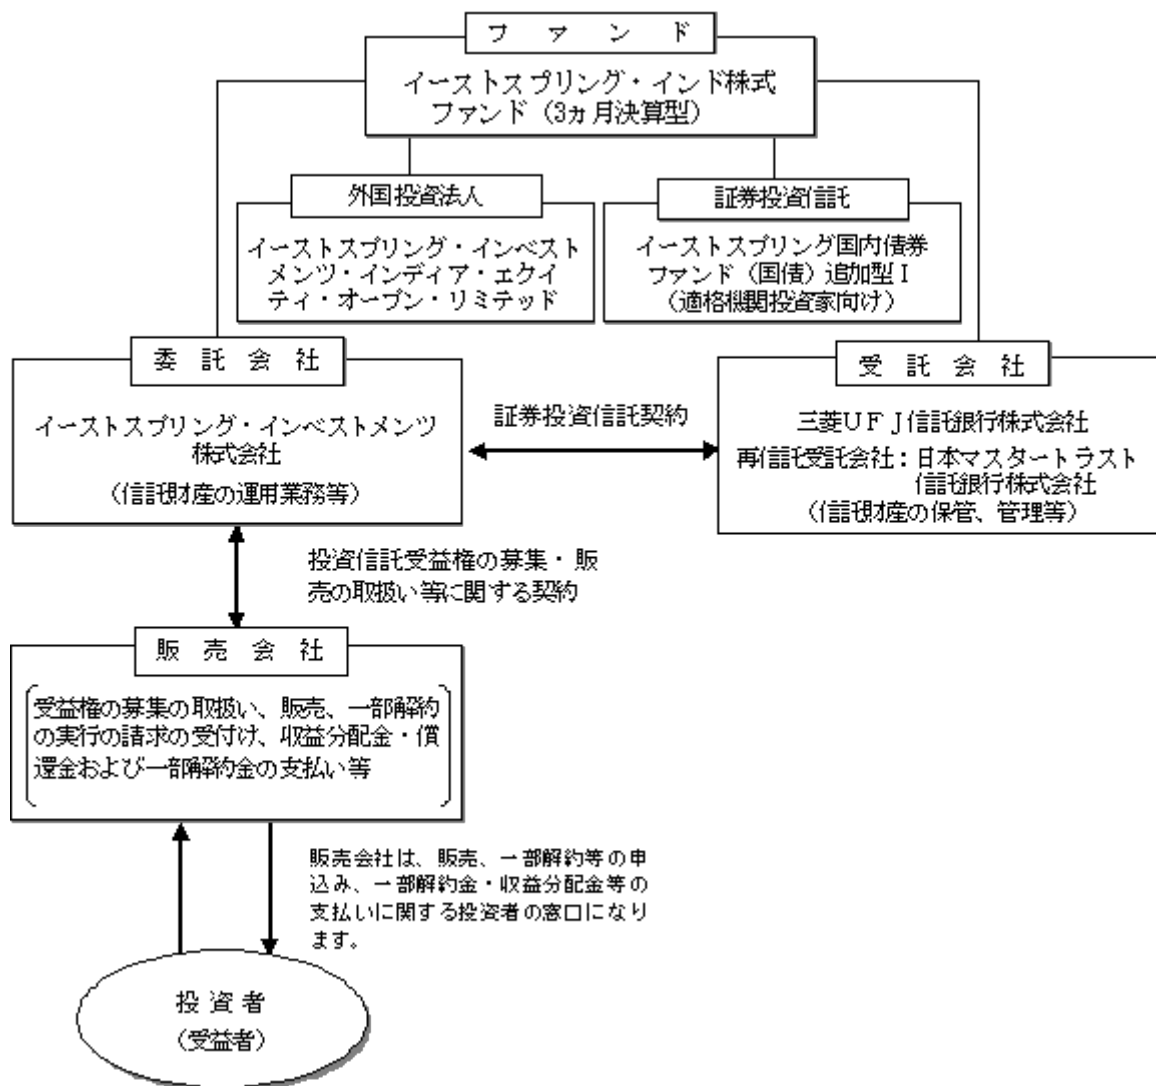 ファンド
イーストスプリング・インド株式
ファンド（3ヵ月決算型）
外国投資法人
イーストスプリング・インベスト
メンツ・インディア・エクイ
ティ・オープン・リミテッド
証券投資信託
イーストスプリング国内債券
ファンド（国債）追加型Ｉ
（適格機関投資家向け）
委託会社
イーストスプリング・インベストメンツ
株式会社
（信託財産の運用業務等）
証券投資信託契約
受託会社
三菱ＵＦＪ信託銀行株式会社
再信託受託会社：日本マスタートラスト
信託銀行株式会社
（信託財産の保管、管理等）
投資信託受益権の募集・販
売の取扱い等に関する契約
販売会社
受益権の募集の取扱い、販売、一部解約
の実行の請求の受付け、収益分配金・償
還金および一部解約金の支払い等
販売会社は、販売、一部解約等の申
込み、一部解約金・収益分配金等の
支払いに関する投資者の窓口になり
ます。
投資者
（受益者）